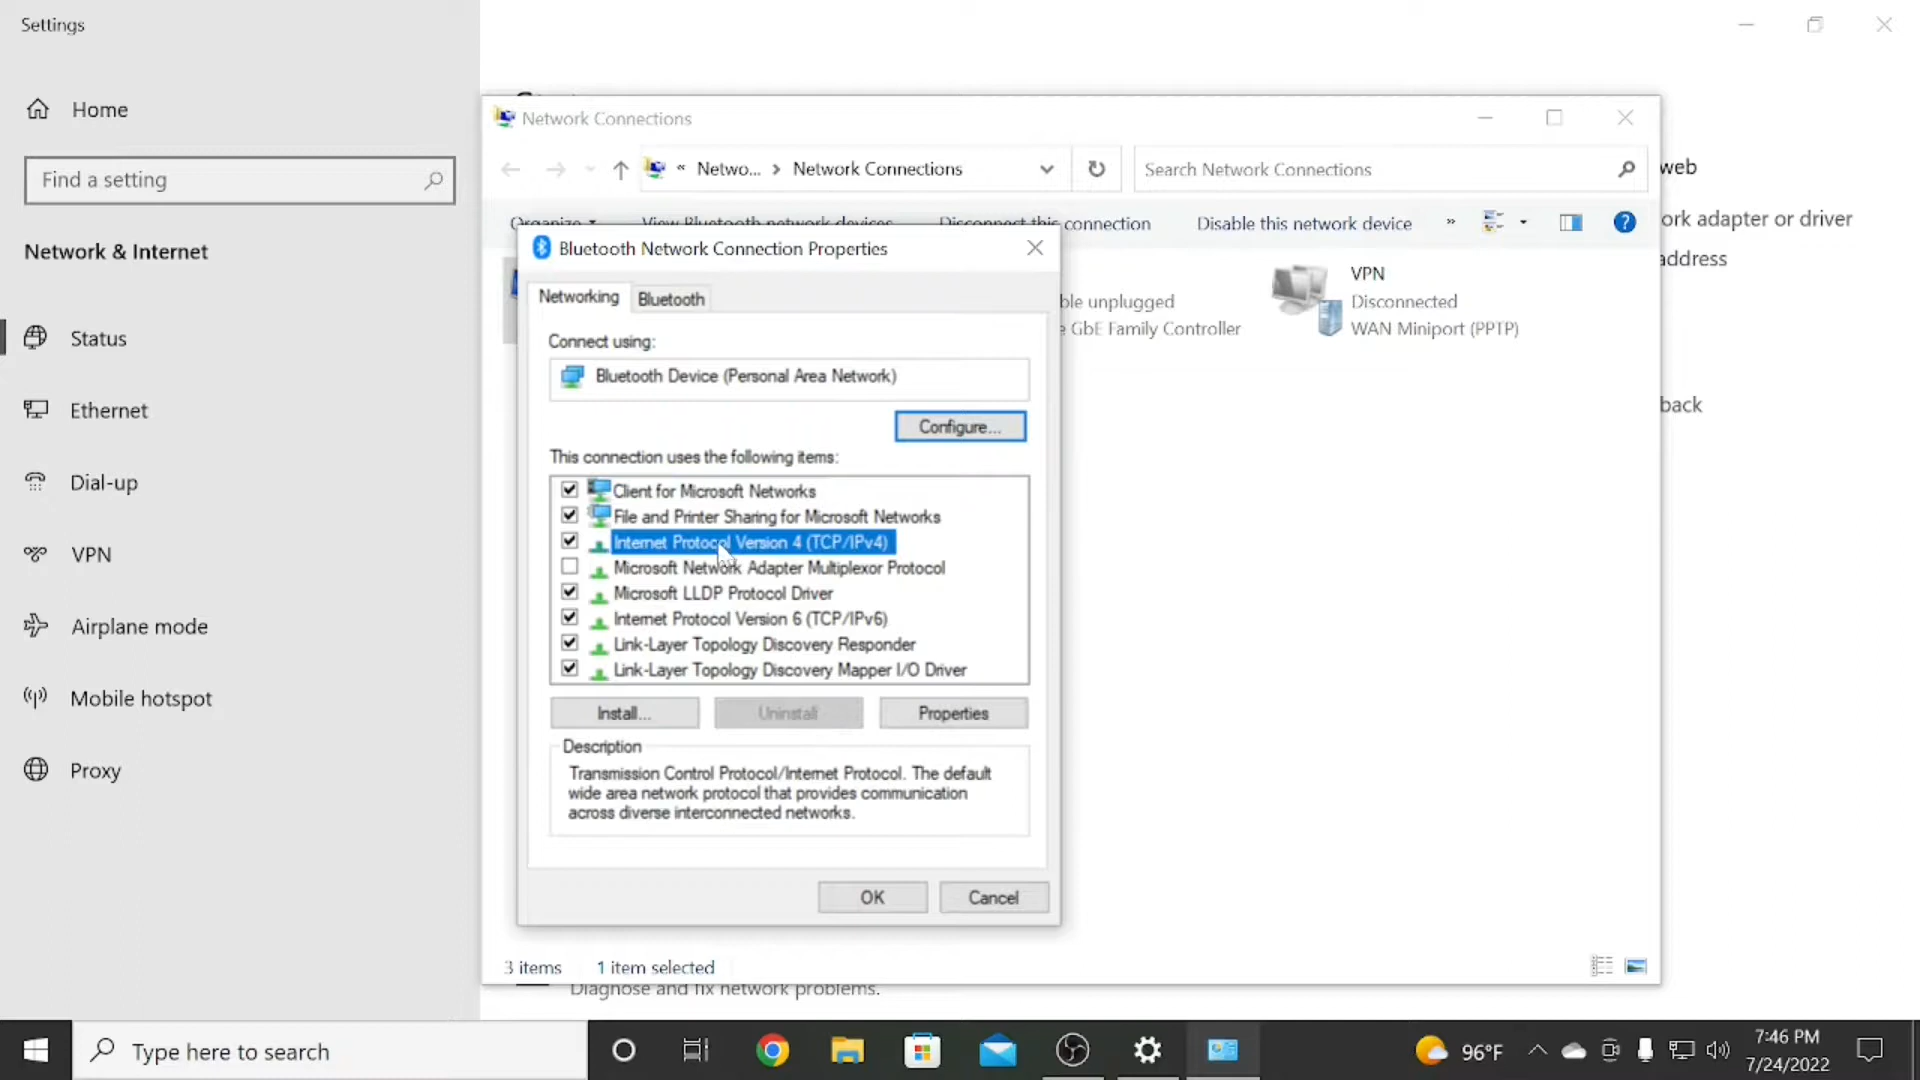 Settings
Home
Find a setting
Network & Internet
Status
Ethernet
Dial-up
VPN
Airplane mode
Mobile hotspot
Proxy
web
ork adapter or driver
address
back
Network Connections
« Netwo... > Network Connections
Search Network Connections
Organize View Bluetooth network devices Disconnect this connection Disable this network device »
ble unplugged
e GbE Family Controller
VPN
Disconnected
WAN Miniport (PPTP)
Bluetooth Network Connection Properties
Networking Bluetooth
Connect using:
Bluetooth Device (Personal Area Network)
Configure...
This connection uses the following items:
Client for Microsoft Networks
File and Printer Sharing for Microsoft Networks
Internet Protocol Version 4 (TCP/IPv4)
Microsoft Network Adapter Multiplexor Protocol
Microsoft LLDP Protocol Driver
Internet Protocol Version 6 (TCP/IPv6)
Link-Layer Topology Discovery Responder
Link-Layer Topology Discovery Mapper I/O Driver
Install... Uninstall Properties
Description
Transmission Control Protocol/Internet Protocol. The default
wide area network protocol that provides communication
across diverse interconnected networks.
OK Cancel
3 items 1 item selected
Diagnose and fix network problems.
Type here to search
96°F
7:46 PM
7/24/2022